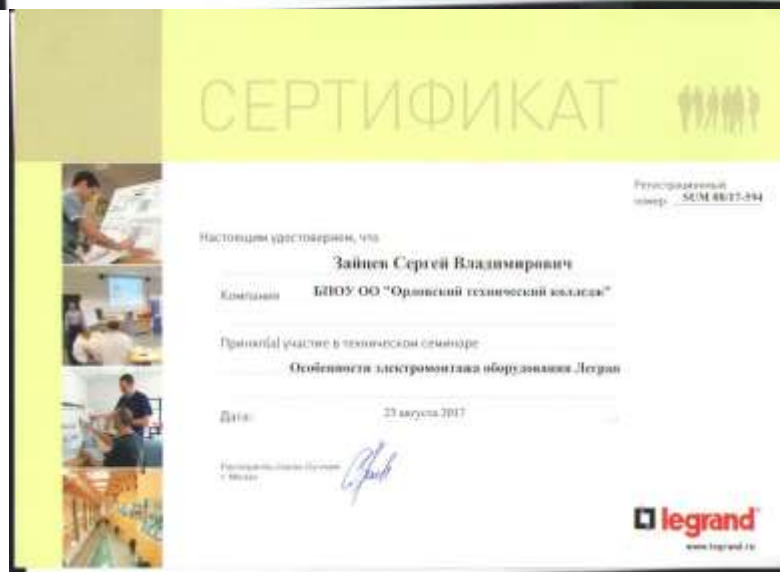 СЕРТИФИКАТ
Регистрационный
номер SUM 08/17-594
Настоящим удостоверяем, что
Зайцев Сергей Владимирович
Компания БПОУ ОО "Орловский технический колледж"
Принял(а) участие в техническом семинаре
Особенности электромонтажа оборудования Легран
Дата: 23 августа 2017
г. Москва
legrand
www.legrand.ru